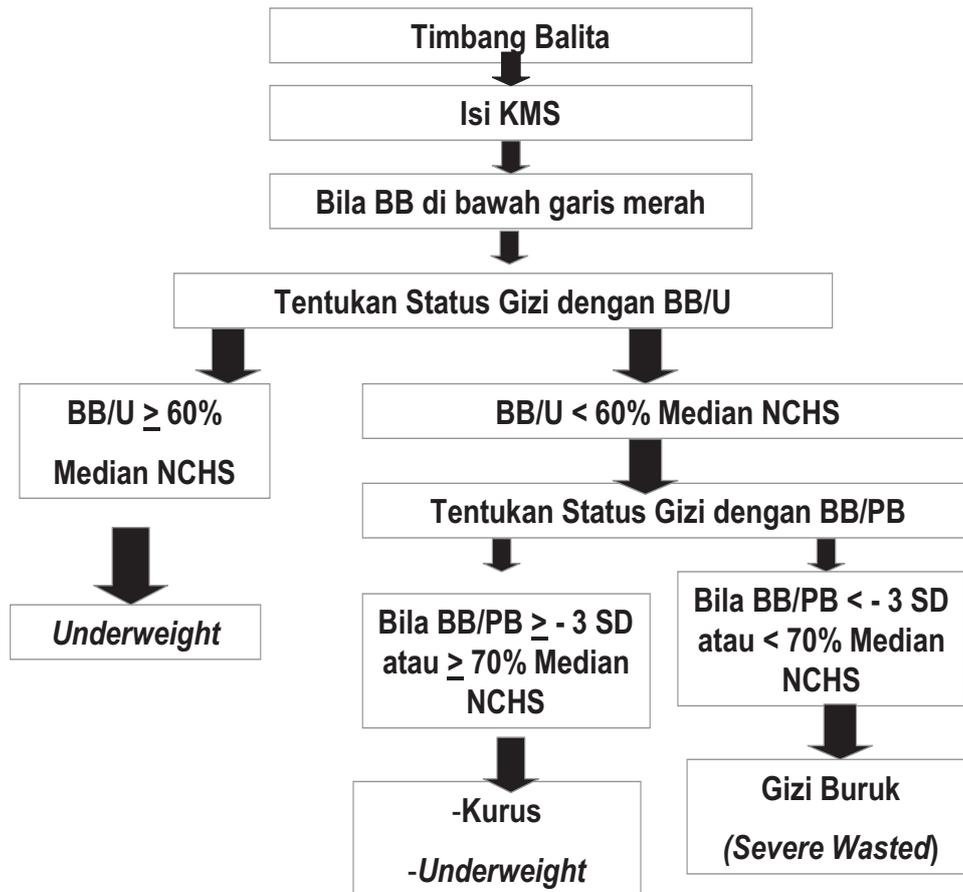 Timbang Balita
Isi KMS
Bila BB di bawah garis merah
Tentukan Status Gizi dengan BB/U
BB/U ≥ 60%
Median NCHS
BB/U < 60% Median NCHS
Tentukan Status Gizi dengan BB/PB
Underweight
Bila BB/PB ≥ - 3 SD
atau ≥ 70% Median
NCHS
Bila BB/PB < - 3 SD
atau < 70% Median
NCHS
-Kurus
-Underweight
Gizi Buruk
(Severe Wasted)